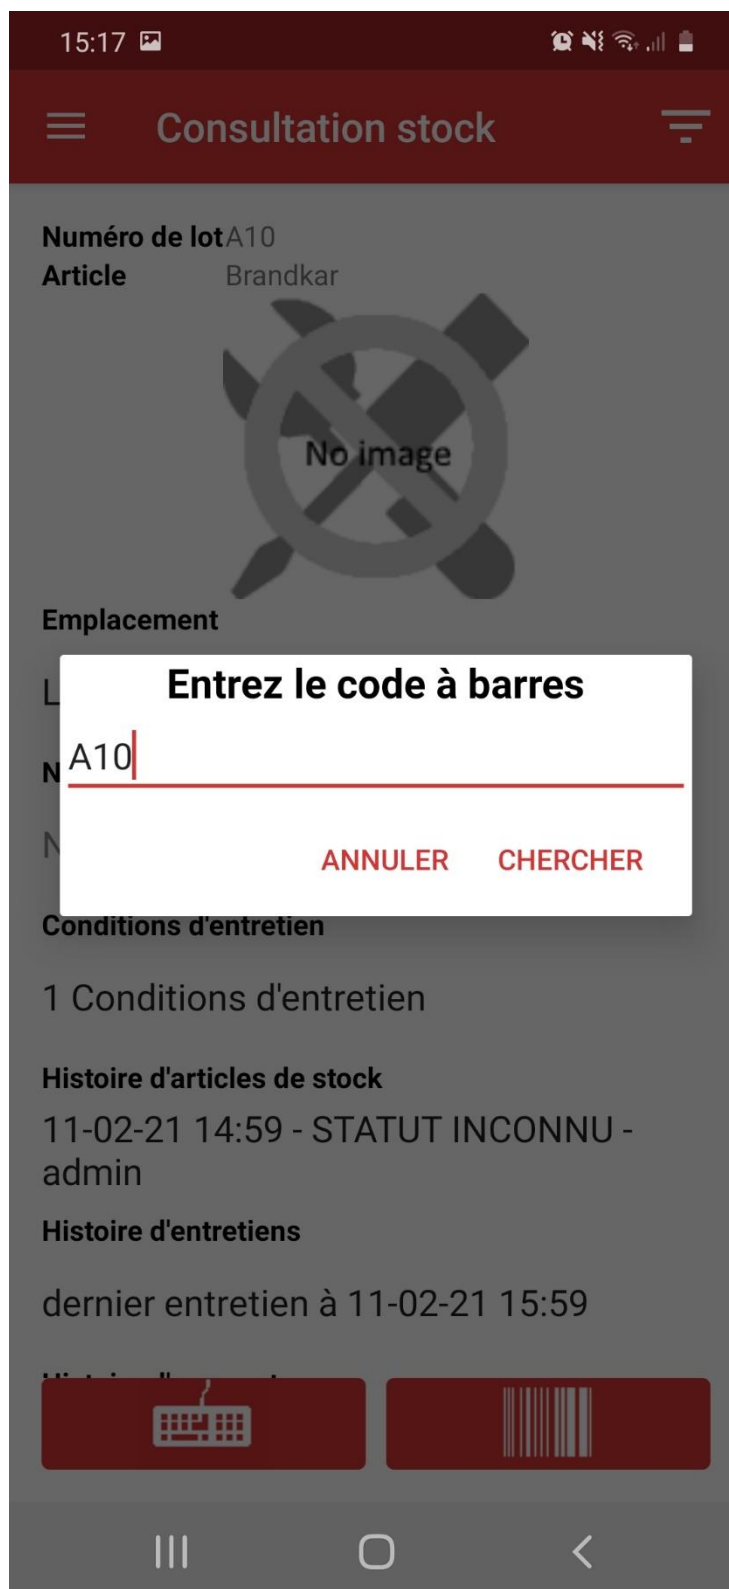 15:17
Consultation stock
Numéro de lot A10
Article Brandkar
No image
Emplacement
L
Entrez le code à barres
A10
N
N
ANNULER CHERCHER
Conditions d'entretien
1 Conditions d'entretien
Histoire d'articles de stock
11-02-21 14:59 - STATUT INCONNU -
admin
Histoire d'entretiens
dernier entretien à 11-02-21 15:59